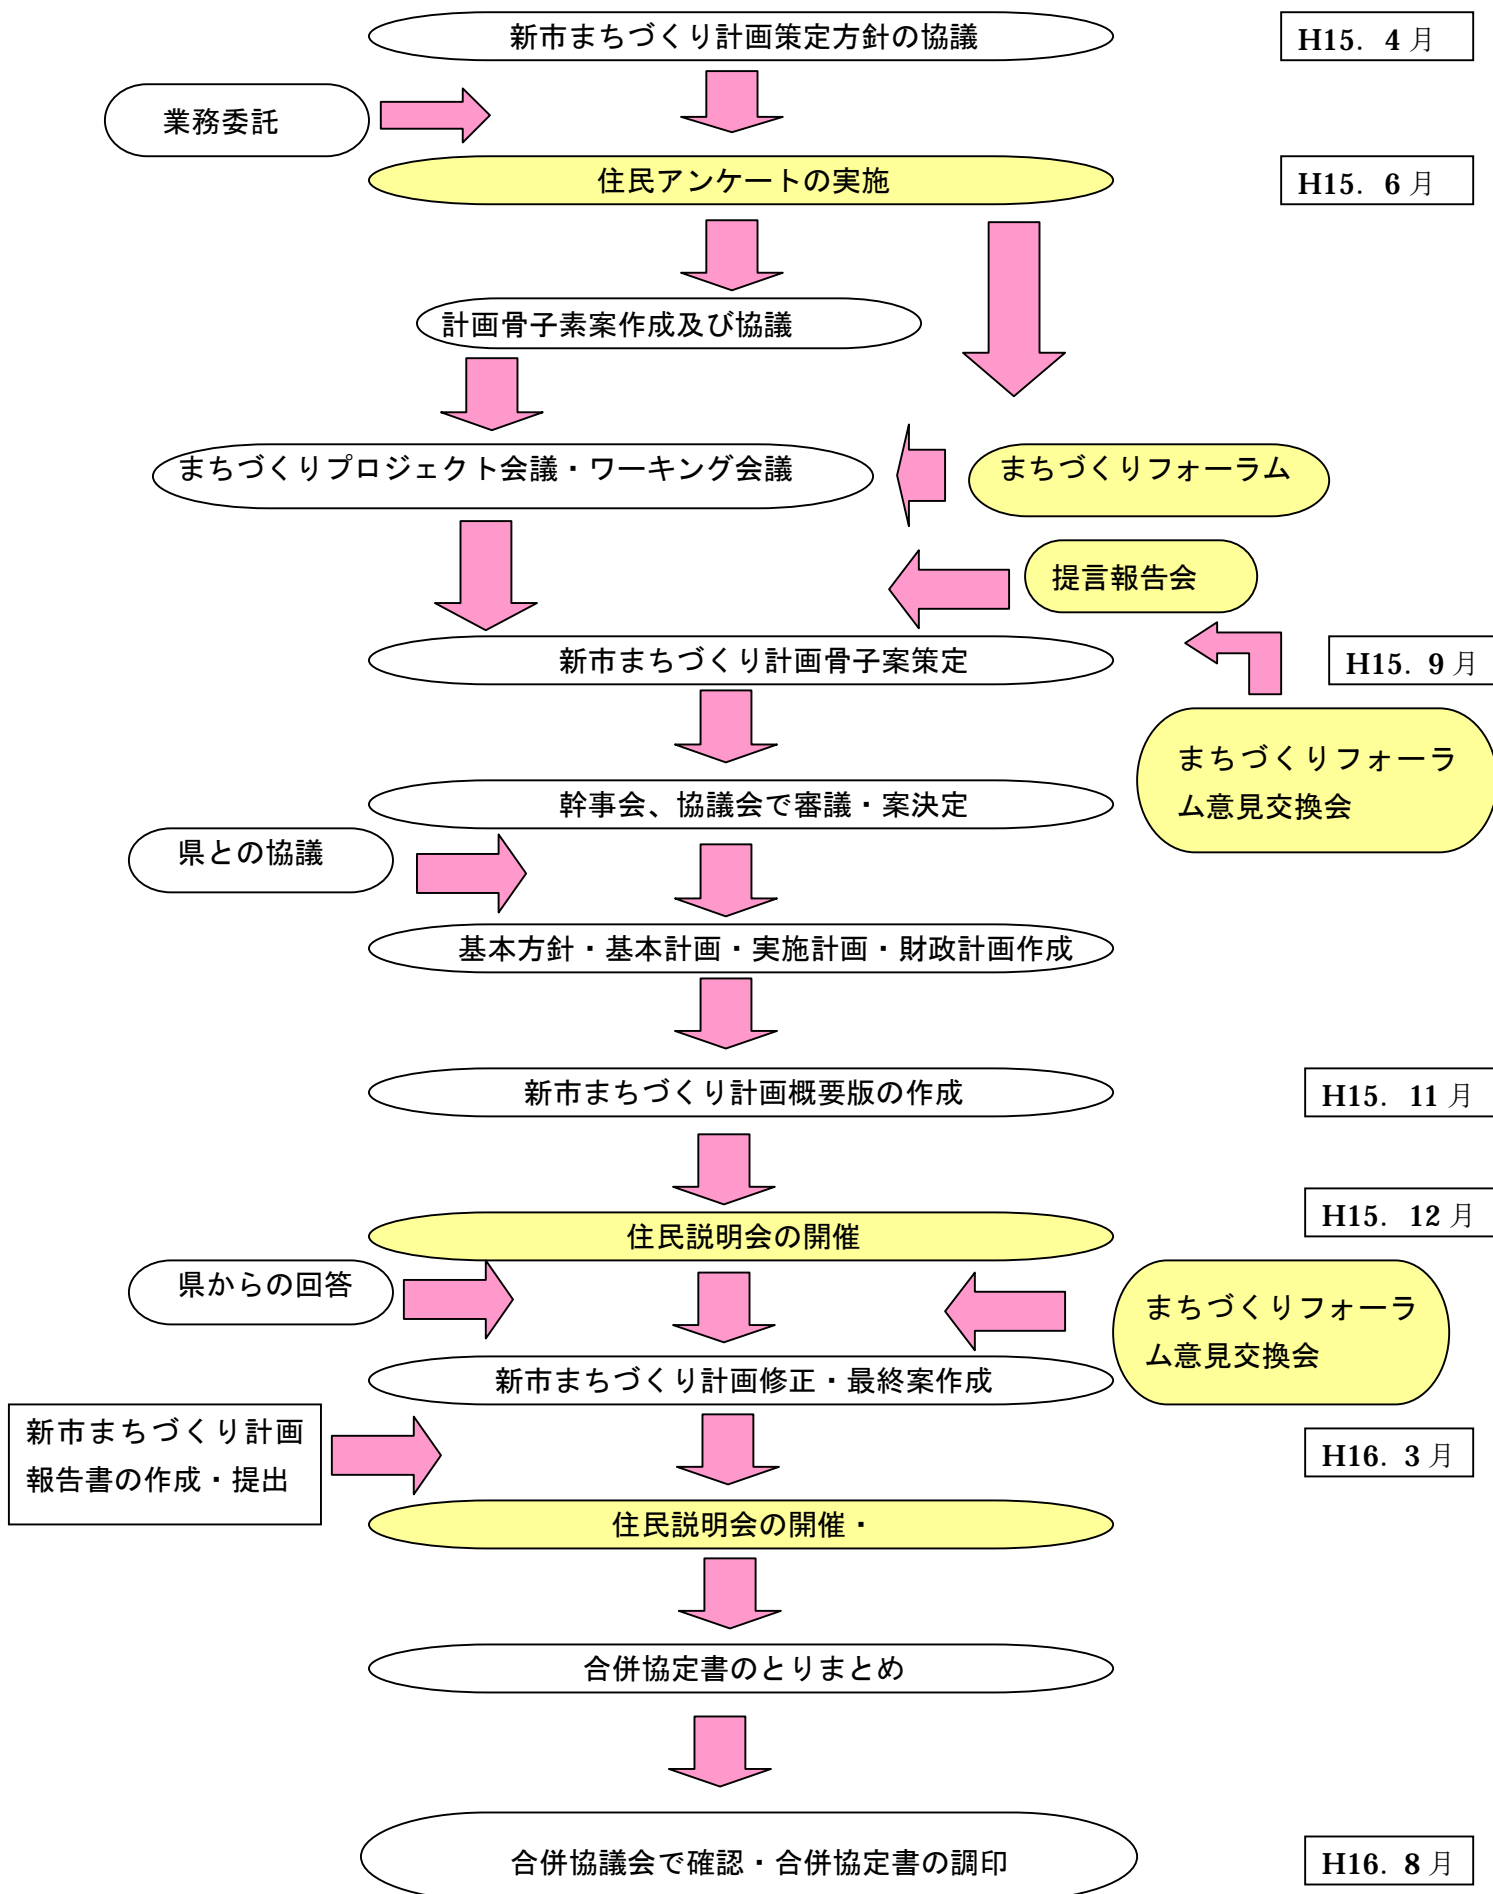 新市まちづくり計画策定方針の協議
H15. 4月
業務委託
住民アンケートの実施
H15. 6月
計画骨子素案作成及び協議
まちづくりプロジェクト会議・ワーキング会議
まちづくりフォーラム
提言報告会
新市まちづくり計画骨子案策定
H15. 9月
まちづくりフォーラ
ム意見交換会
幹事会、協議会で審議・案決定
県との協議
基本方針・基本計画・実施計画・財政計画作成
新市まちづくり計画概要版の作成
H15. 11月
住民説明会の開催
H15. 12月
県からの回答
まちづくりフォーラ
ム意見交換会
新市まちづくり計画修正・最終案作成
新市まちづくり計画
報告書の作成・提出
H16. 3月
住民説明会の開催・
合併協定書のとりまとめ
合併協議会で確認・合併協定書の調印
H16. 8月